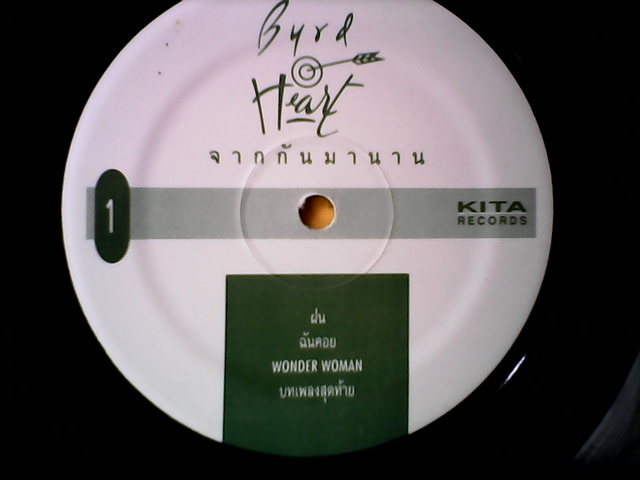 Byrd
Heart
จากกันมานาน
1
KITA
RECORDS
ฝน
ฉันคอย
WONDER WOMAN
บทเพลงสุดท้าย